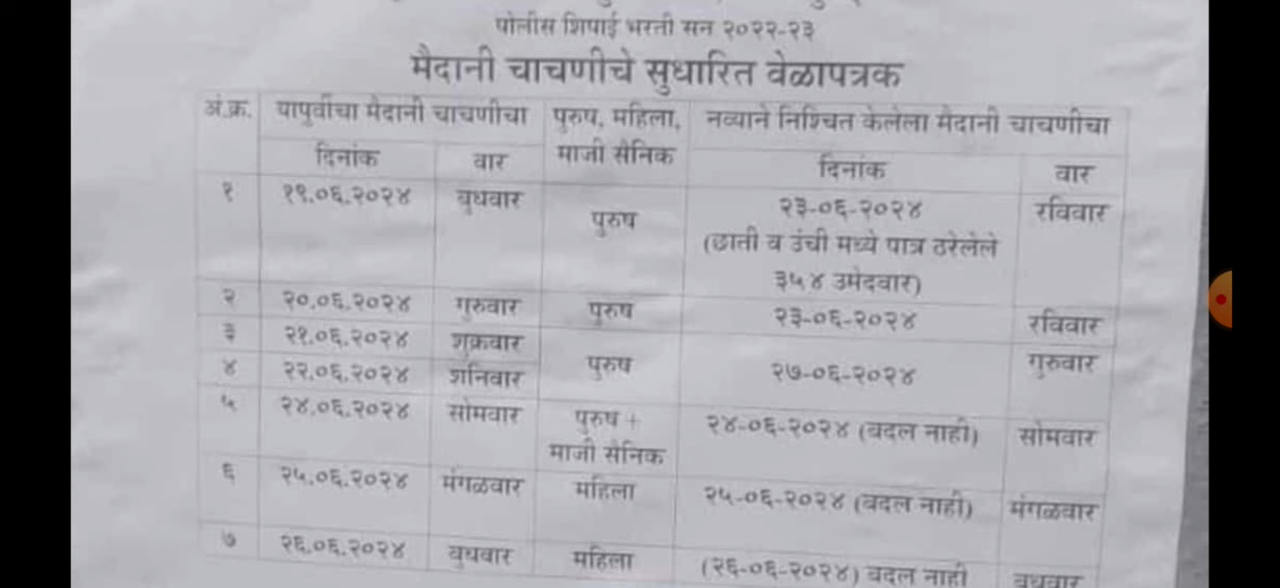 पोलीस शिपाई भरती सन २०२२-२३
मैदानी चाचणीचे सुधारित वेळापत्रक
अं.क्र. यापुर्वीचा मैदानी चाचणीचा पुरुष, महिला, माजी सैनिक नव्याने निश्चित केलेला मैदानी चाचणीचा
दिनांक वार दिनांक वार
१ १९.०६.२०२४ बुधवार पुरुष २३-०६-२०२४ रविवार
(छाती व उंची मध्ये पात्र ठरेलेले
३५४ उमेदवार)
२ २०.०६.२०२४ गुरुवार पुरुष २३-०६-२०२४ रविवार
३ २१.०६.२०२४ शुक्रवार पुरुष २७-०६-२०२४ गुरुवार
४ २२.०६.२०२४ शनिवार
५ २४.०६.२०२४ सोमवार पुरुष + २४-०६-२०२४ (बदल नाही) सोमवार
माजी सैनिक
६ २५.०६.२०२४ मंगळवार महिला २५-०६-२०२४ (बदल नाही) मंगळवार
७ २६.०६.२०२४ बुधवार महिला (२६-०६-२०२४) बदल नाही बुधवार